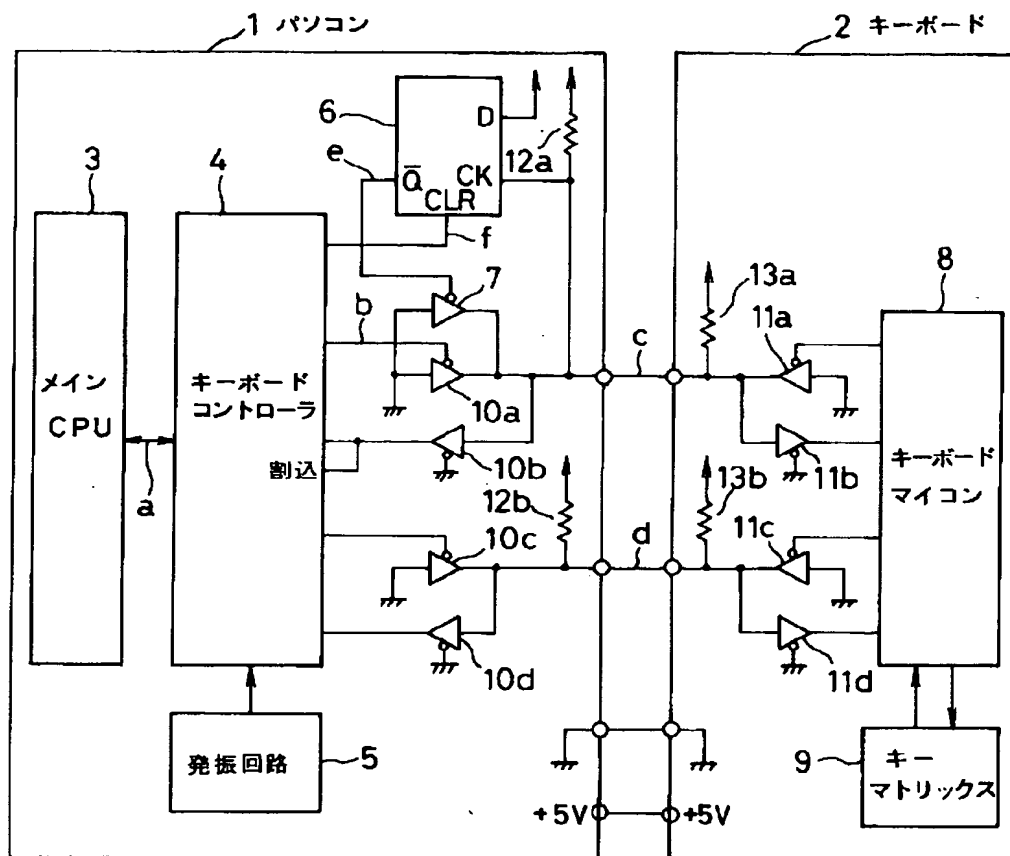 1 パソコン
2 キーボード
6
D
12a
e
Q̄
CK
CLR
3
4
f
7
13a
8
b
11a
c
メイン
CPU
キーボード
コントローラ
10a
割込
10b
11b
キーボード
マイコン
a
12b
13b
10c
d
11c
10d
11d
発振回路
5
9
キー
マトリックス
+5V
+5V